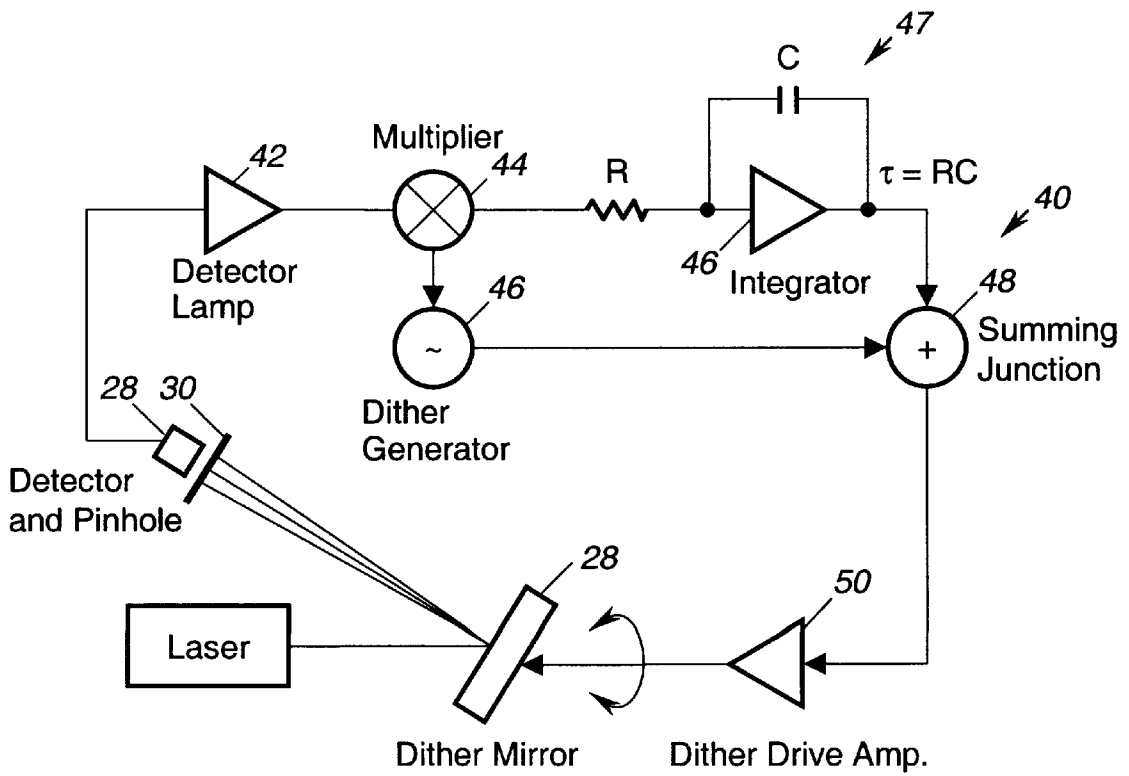 47
C
Multiplier
42
44
R
τ = RC
40
Detector
Lamp
46
46
Integrator
48
~
+
Summing
Junction
28
30
Dither
Generator
Detector
and Pinhole
28
50
Laser
Dither Mirror
Dither Drive Amp.